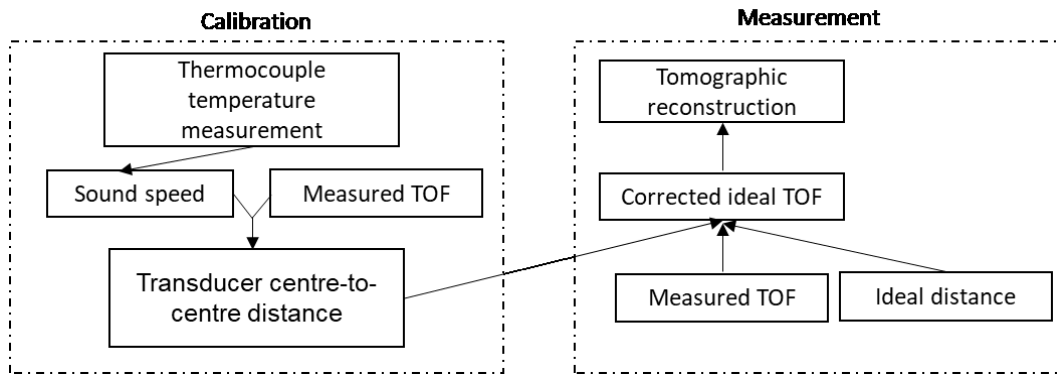 Calibration
Thermocouple
temperature
measurement
Sound speed
Measured TOF
Transducer centre-to-
centre distance
Measurement
Tomographic
reconstruction
Corrected ideal TOF
Measured TOF
Ideal distance